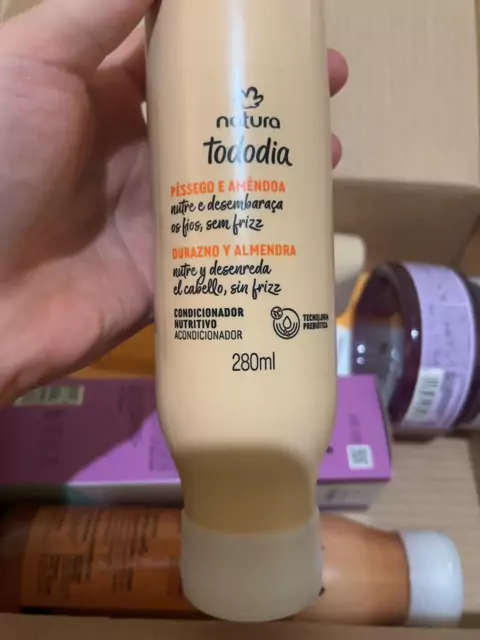 natura
Tododia
PÊSSEGO E AMÊNDOA
nutre e desembaraça
os fios, sem frizz
DURAZNO Y ALMENDRA
nutre y desenreda
el cabello, sin frizz
CONDICIONADOR
NUTRITIVO
ACONDICIONADOR
TECNOLOGIA
PREBIÓTICA
280ml